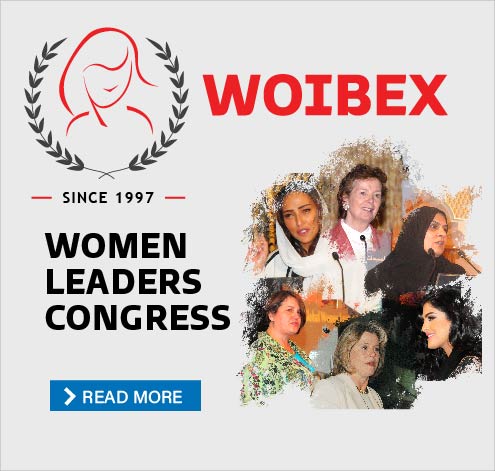 WOIBEX
SINCE 1997
WOMEN
LEADERS
CONGRESS
READ MORE